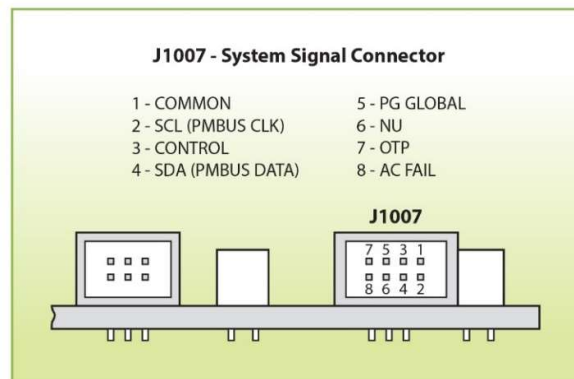 J1007 - System Signal Connector
1 - COMMON
2 - SCL (PMBUS CLK)
3 - CONTROL
4 - SDA (PMBUS DATA)
5 - PG GLOBAL
6 - NU
7 - OTP
8 - AC FAIL
J1007
7 5 3 1
8 6 4 2